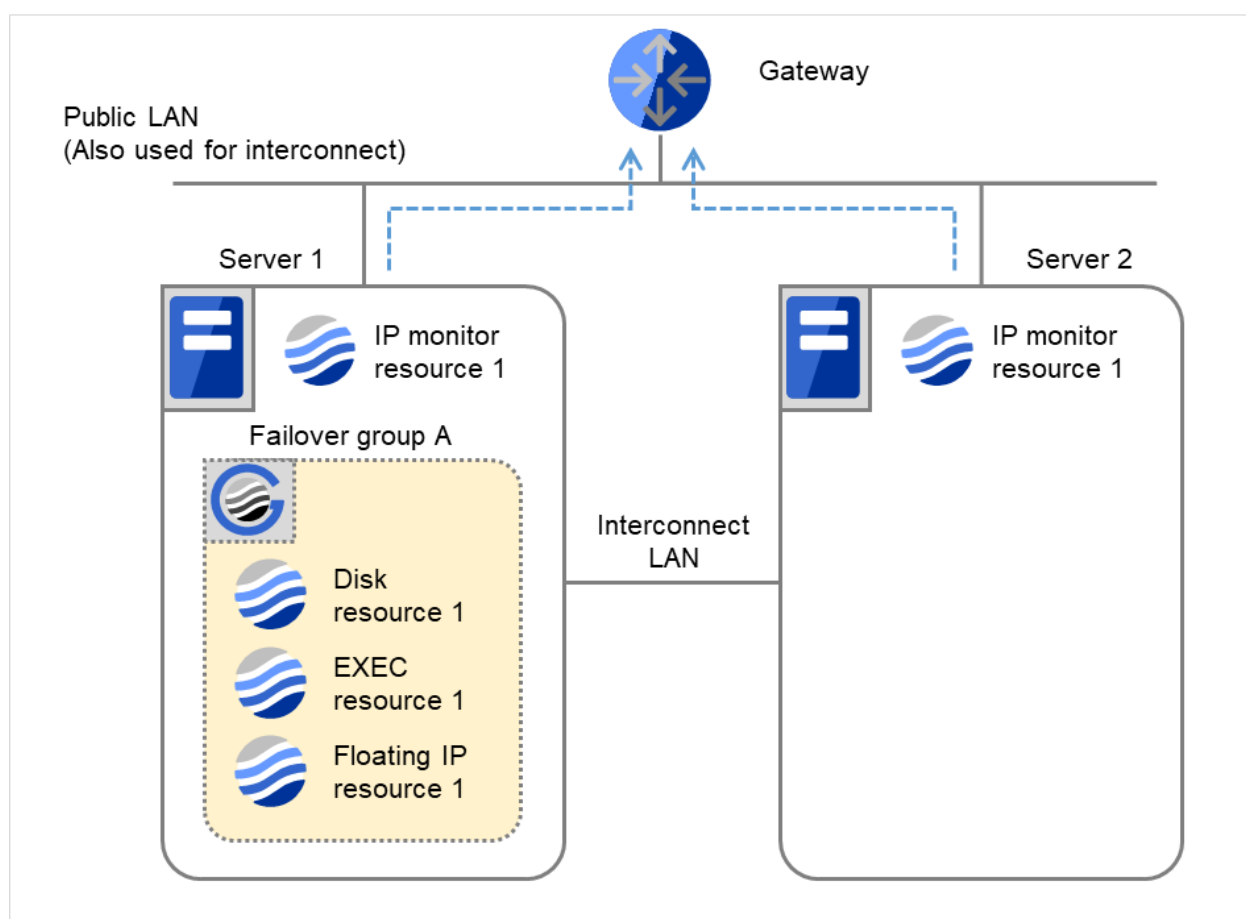 Gateway
Public LAN
(Also used for interconnect)
Server 1
Server 2
IP monitor
resource 1
IP monitor
resource 1
Failover group A
Disk
resource 1
EXEC
resource 1
Floating IP
resource 1
Interconnect
LAN